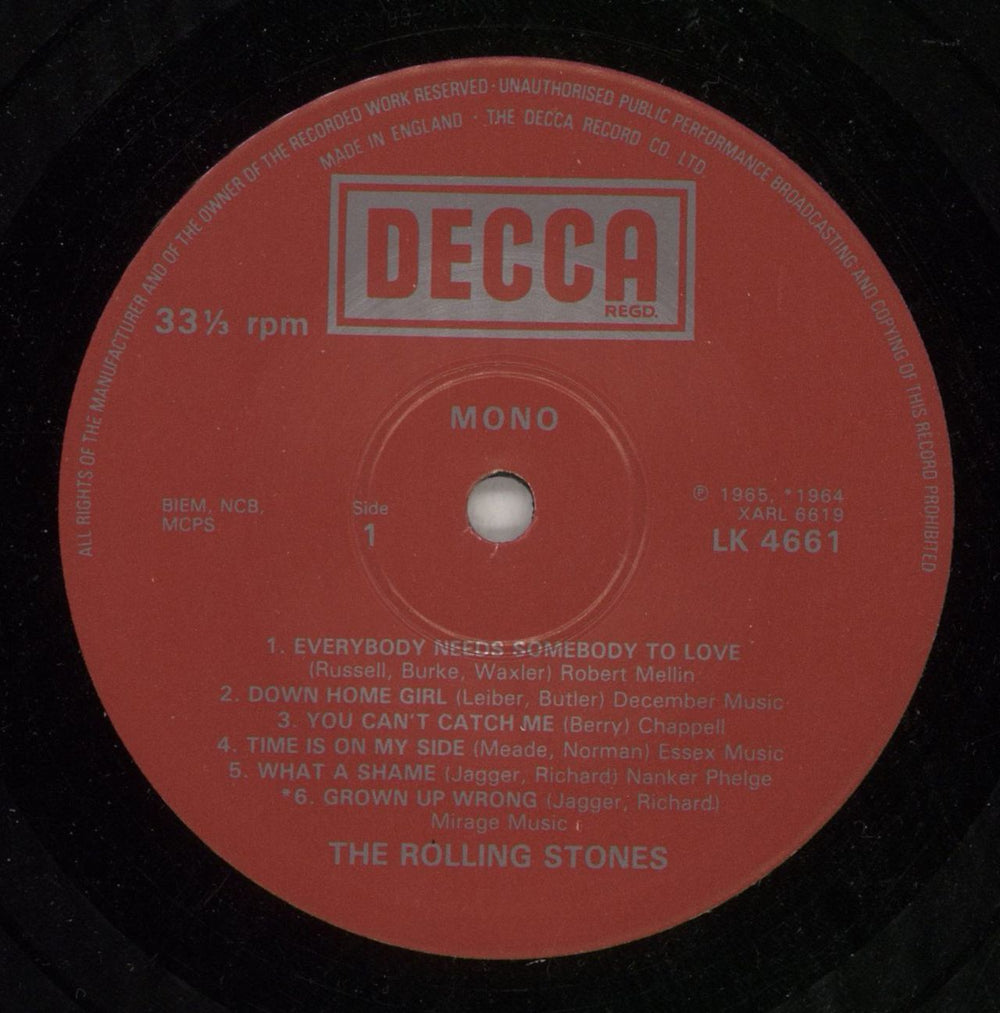 ALL RIGHTS OF THE MANUFACTURER AND OF THE OWNER OF THE RECORDED WORK RESERVED · UNAUTHORISED PUBLIC PERFORMANCE BROADCASTING AND COPYING OF THIS RECORD PROHIBITED
MADE IN ENGLAND · THE DECCA RECORD CO. LTD.
DECCA
REGD.
33⅓ rpm
MONO
BIEM, NCB,
MCPS
Side
1
℗ 1965, *1964
XARL 6619
LK 4661
1. EVERYBODY NEEDS SOMEBODY TO LOVE
(Russell, Burke, Waxler) Robert Mellin
2. DOWN HOME GIRL (Leiber, Butler) December Music
3. YOU CAN'T CATCH ME (Berry) Chappell
4. TIME IS ON MY SIDE (Meade, Norman) Essex Music
5. WHAT A SHAME (Jagger, Richard) Nanker Phelge
*6. GROWN UP WRONG (Jagger, Richard)
Mirage Music
THE ROLLING STONES